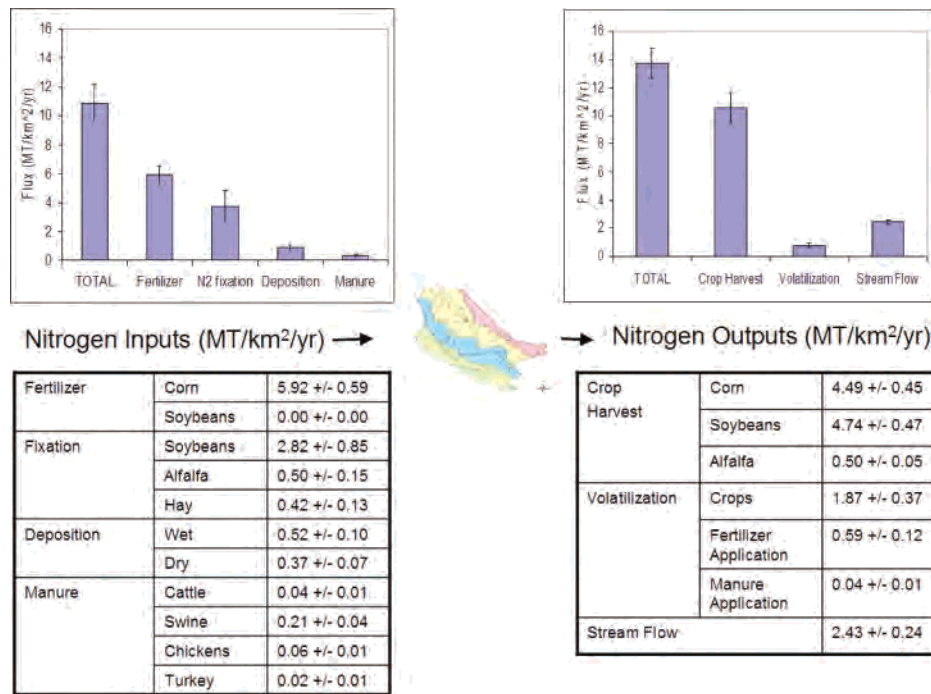 16
14
12
10
8
6
4
2
0
Flux (MT/km^2/yr)
TOTAL Fertilizer N2 fixation Deposition Manure
16
14
12
10
8
6
4
2
0
Flux (MT/km^2/yr)
TOTAL Crop Harvest Volatilization Stream Flow
Nitrogen Inputs (MT/km²/yr)
Nitrogen Outputs (MT/km²/yr)
Fertilizer Corn 5.92 +/- 0.59
Soybeans 0.00 +/- 0.00
Fixation Soybeans 2.82 +/- 0.85
Alfalfa 0.50 +/- 0.15
Hay 0.42 +/- 0.13
Deposition Wet 0.52 +/- 0.10
Dry 0.37 +/- 0.07
Manure Cattle 0.04 +/- 0.01
Swine 0.21 +/- 0.04
Chickens 0.06 +/- 0.01
Turkey 0.02 +/- 0.01
Crop Corn 4.49 +/- 0.45
Harvest
Soybeans 4.74 +/- 0.47
Alfalfa 0.50 +/- 0.05
Volatilization Crops 1.87 +/- 0.37
Fertilizer 0.59 +/- 0.12
Application
Manure 0.04 +/- 0.01
Application
Stream Flow 2.43 +/- 0.24